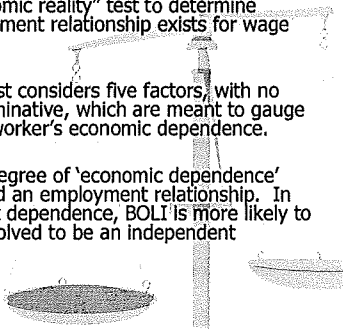 omic reality" test to determine
ment relationship exists for wage
st considers five factors, with no
minative, which are meant to gauge
worker's economic dependence.
egree of 'economic dependence'
d an employment relationship. In
t dependence, BOLI is more likely to
olved to be an independent